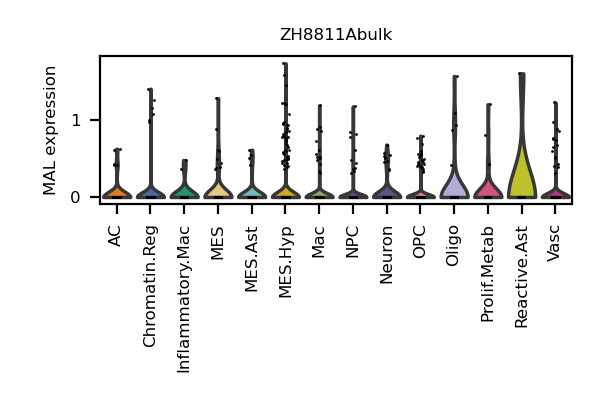 ZH8811Abulk
MAL expression
1
0
AC
Chromatin.Reg
Inflammatory.Mac
MES
MES.Ast
MES.Hyp
Mac
NPC
Neuron
OPC
Oligo
Prolif.Metab
Reactive.Ast
Vasc